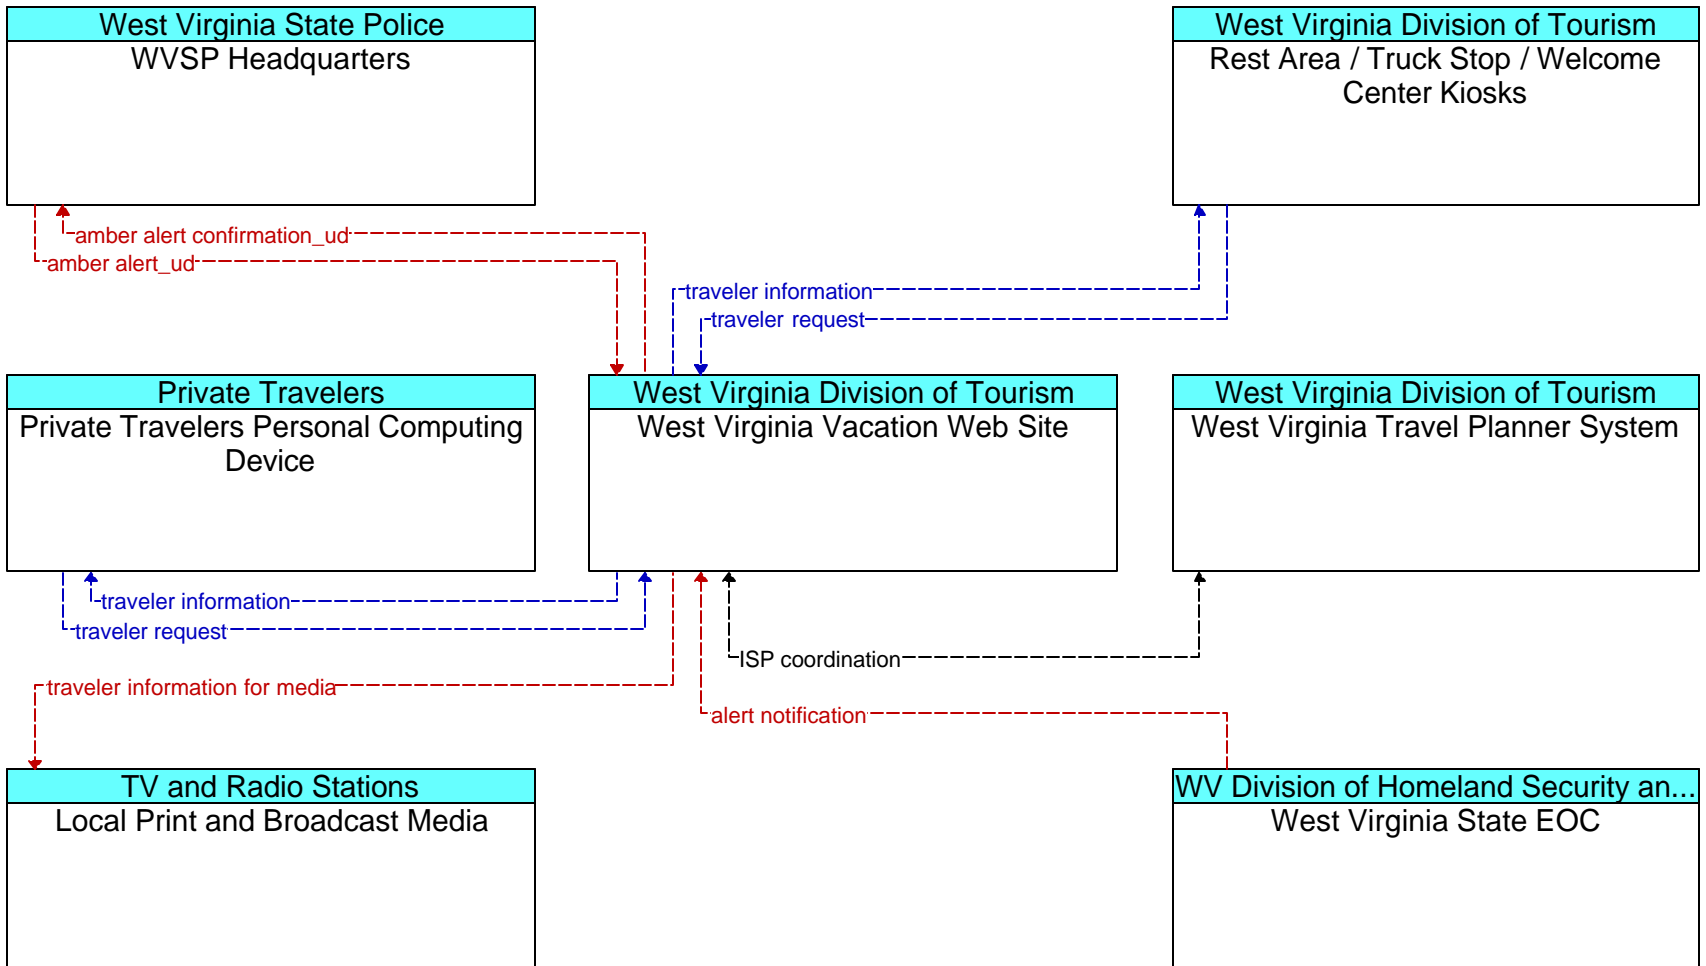 West Virginia State Police
WVSP Headquarters
West Virginia Division of Tourism
Rest Area / Truck Stop / Welcome
Center Kiosks
amber alert confirmation_ud
amber alert_ud
traveler information
traveler request
Private Travelers
Private Travelers Personal Computing
Device
West Virginia Division of Tourism
West Virginia Vacation Web Site
West Virginia Division of Tourism
West Virginia Travel Planner System
traveler information
traveler request
ISP coordination
traveler information for media
alert notification
TV and Radio Stations
Local Print and Broadcast Media
WV Division of Homeland Security an...
West Virginia State EOC